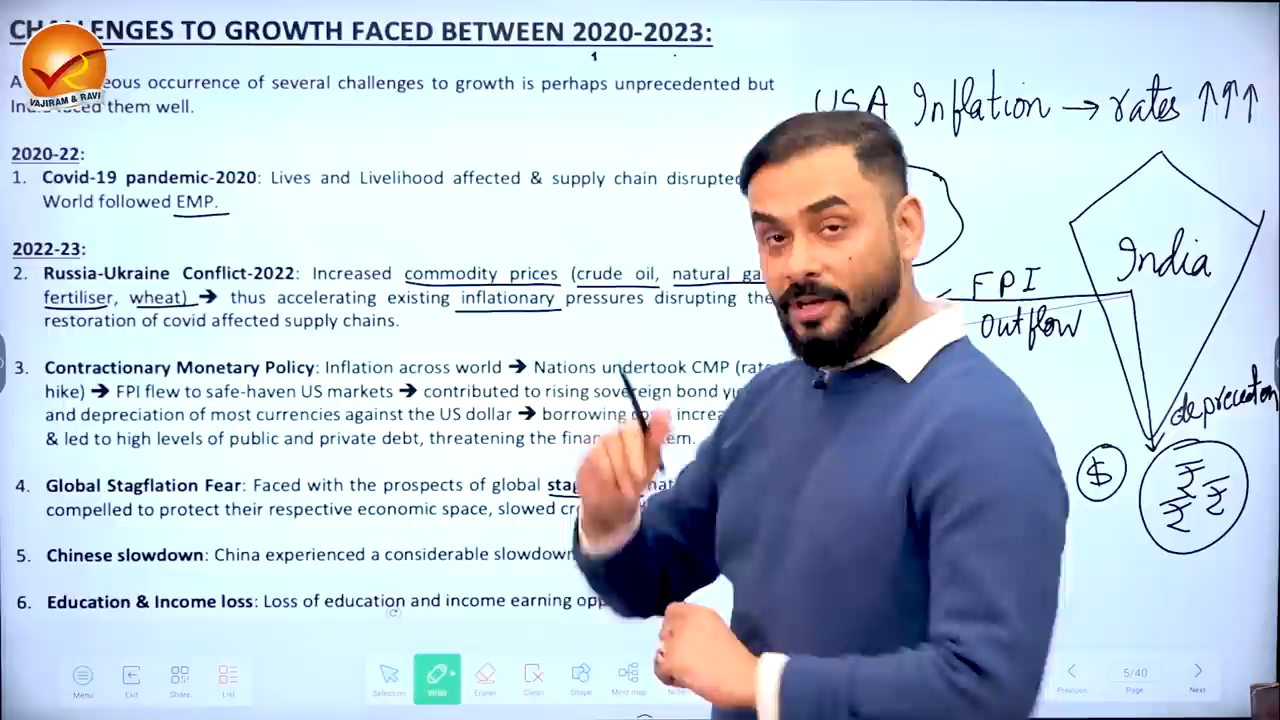 CHALLENGES TO GROWTH FACED BETWEEN 2020-2023:
eous occurrence of several challenges to growth is perhaps unprecedented but
them well.
VAJIRAM & RAVI
2020-22:
1. Covid-19 pandemic-2020: Lives and Livelihood affected & supply chain disrupted
World followed EMP.
2022-23:
2. Russia-Ukraine Conflict-2022: Increased commodity prices (crude oil, natural ga
fertiliser, wheat) → thus accelerating existing inflationary pressures disrupting the
restoration of covid affected supply chains.
3. Contractionary Monetary Policy: Inflation across world → Nations undertook CMP (rate
hike) → FPI flew to safe-haven US markets → contributed to rising sovereign bond
and depreciation of most currencies against the US dollar → borrowing
& led to high levels of public and private debt, threatening the
4. Global Stagflation Fear: Faced with the prospects of global
compelled to protect their respective economic space, slowed
5. Chinese slowdown: China experienced a considerable slowdown
6. Education & Income loss: Loss of education and income earning
USA Inflation → rates ↑↑↑
India
FPI
Outflow
depreciation
$
₹
₹ ₹
Menu
Exit
Share
List
Selection
Write
Eraser
Clean
Shape
Mind map
5/40
Previous
Page
Next